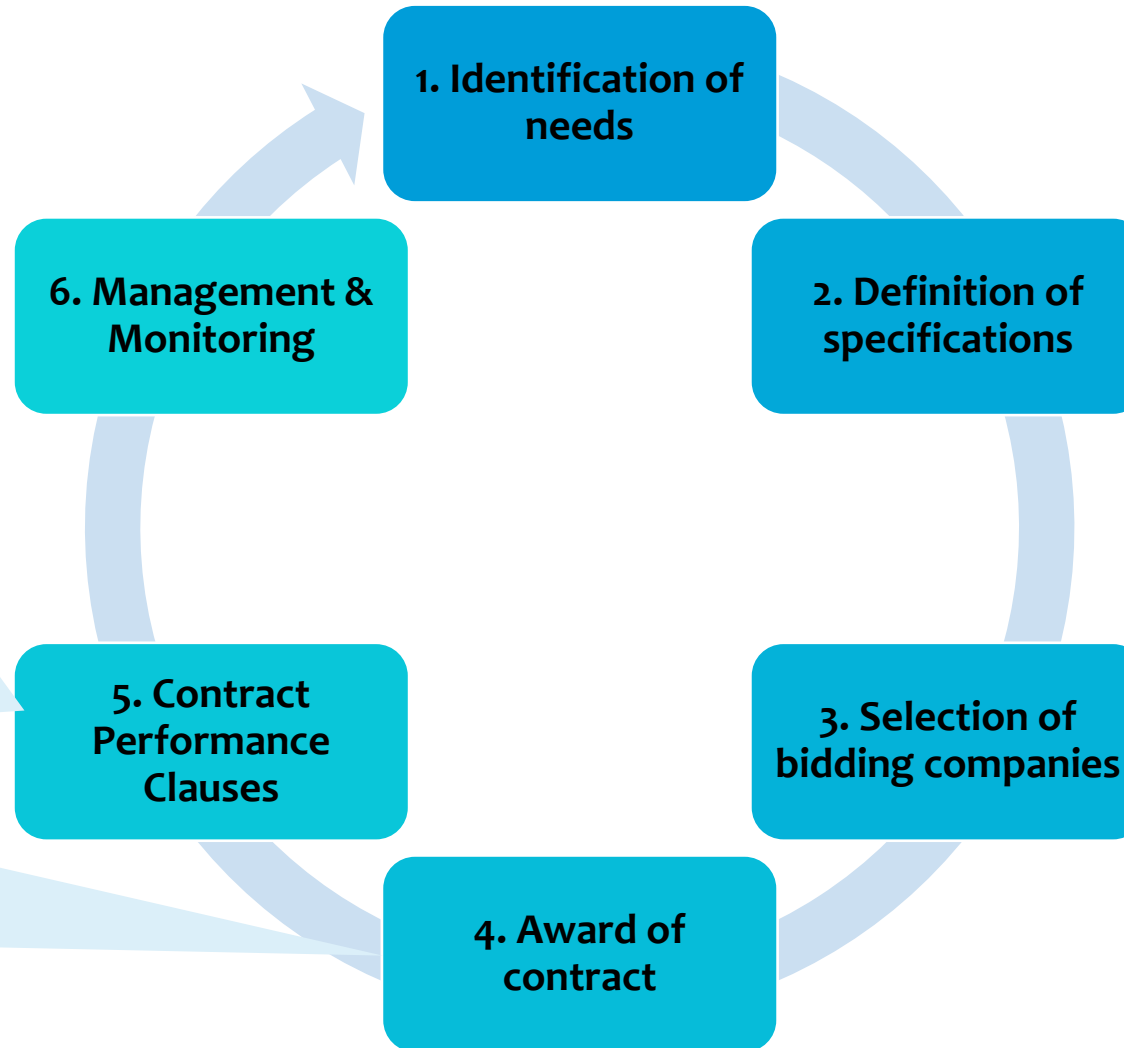 1. Identification of
needs
2. Definition of
specifications
3. Selection of
bidding companies
4. Award of
contract
5. Contract
Performance
Clauses
6. Management &
Monitoring